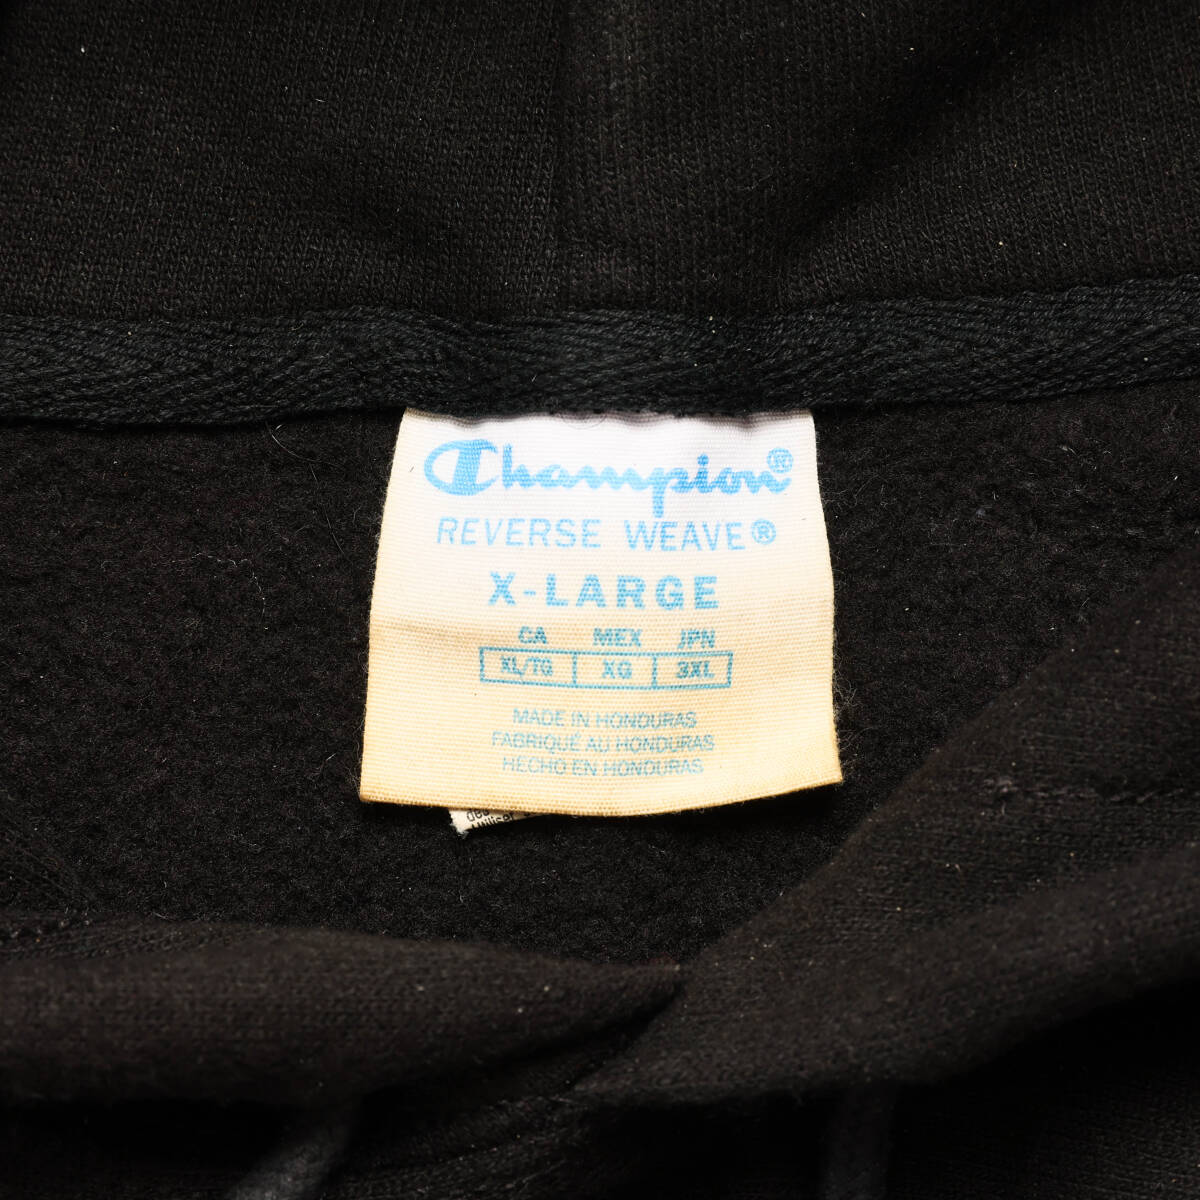 Champion®
REVERSE WEAVE®
X-LARGE
CA MEX JPN
XL/TG XG 3XL
MADE IN HONDURAS
FABRIQUÉ AU HONDURAS
HECHO EN HONDURAS